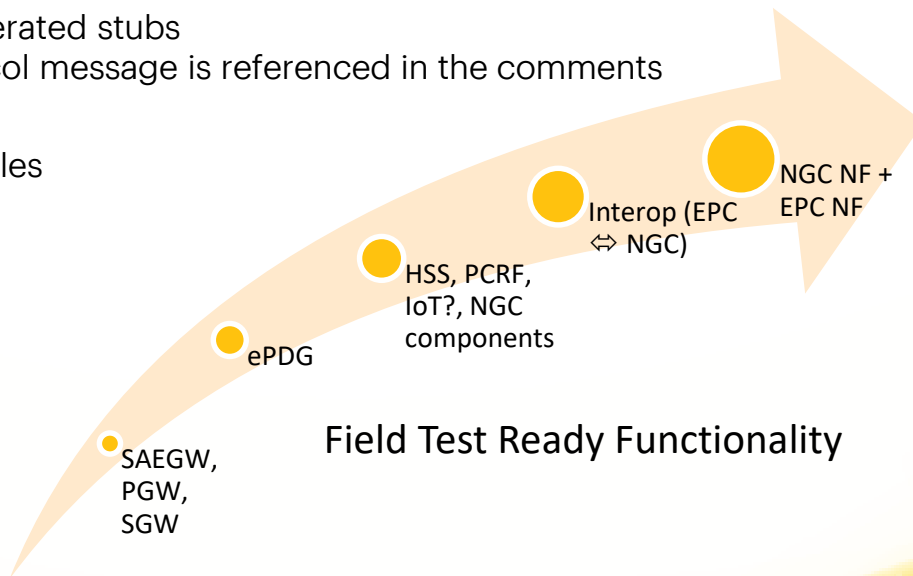 erated stubs
col message is referenced in the comments
les
NGC NF +
EPC NF
Interop (EPC
⇔ NGC)
HSS, PCRF,
IoT?, NGC
components
ePDG
Field Test Ready Functionality
SAEGW,
PGW,
SGW